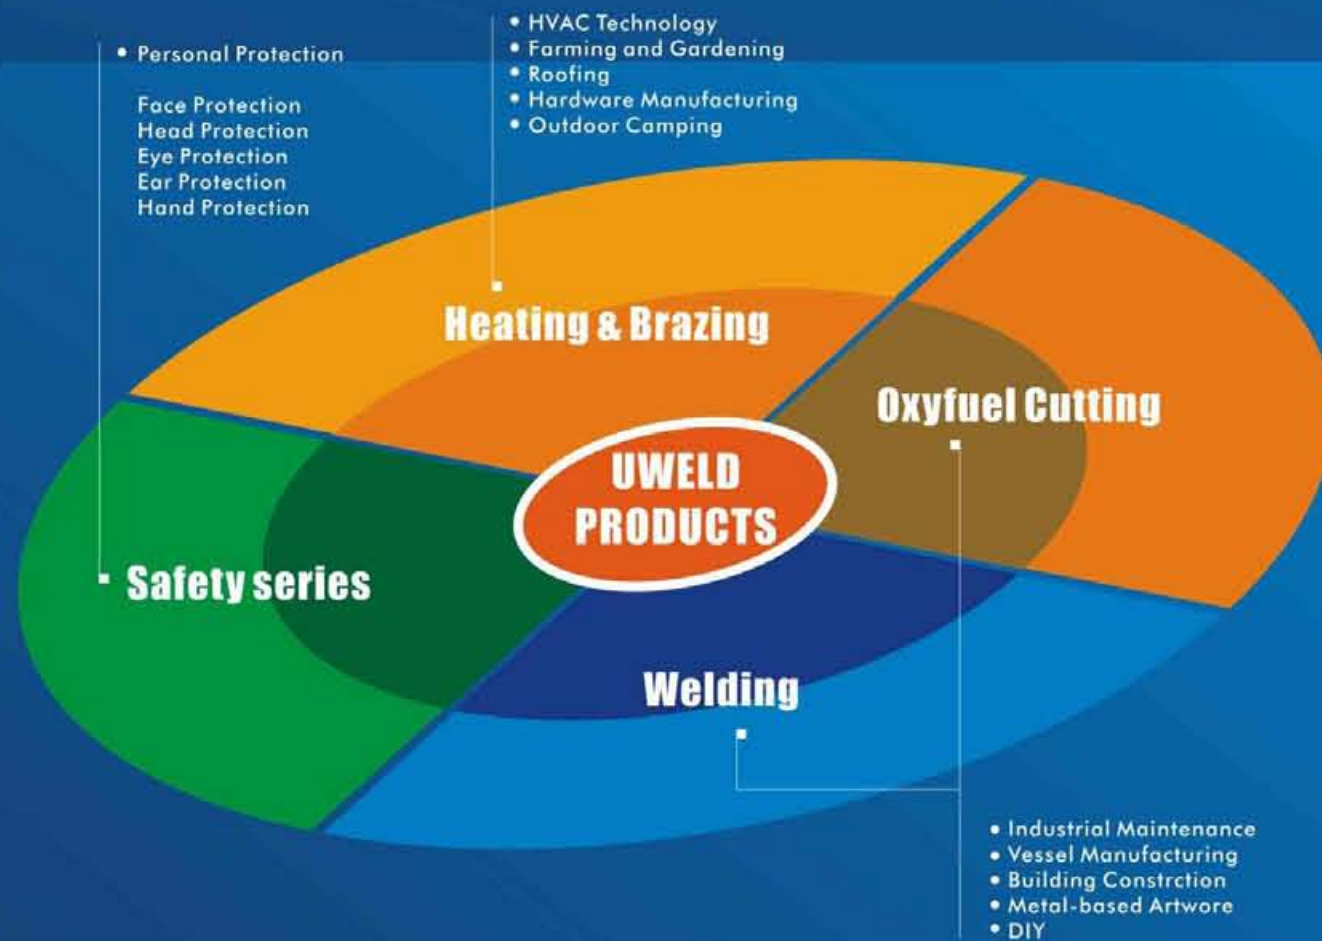 • Personal Protection
Face Protection
Head Protection
Eye Protection
Ear Protection
Hand Protection
• HVAC Technology
• Farming and Gardening
• Roofing
• Hardware Manufacturing
• Outdoor Camping
Heating & Brazing
Oxyfuel Cutting
UWELD
PRODUCTS
Safety series
Welding
• Industrial Maintenance
• Vessel Manufacturing
• Building Constrction
• Metal-based Artwore
• DIY